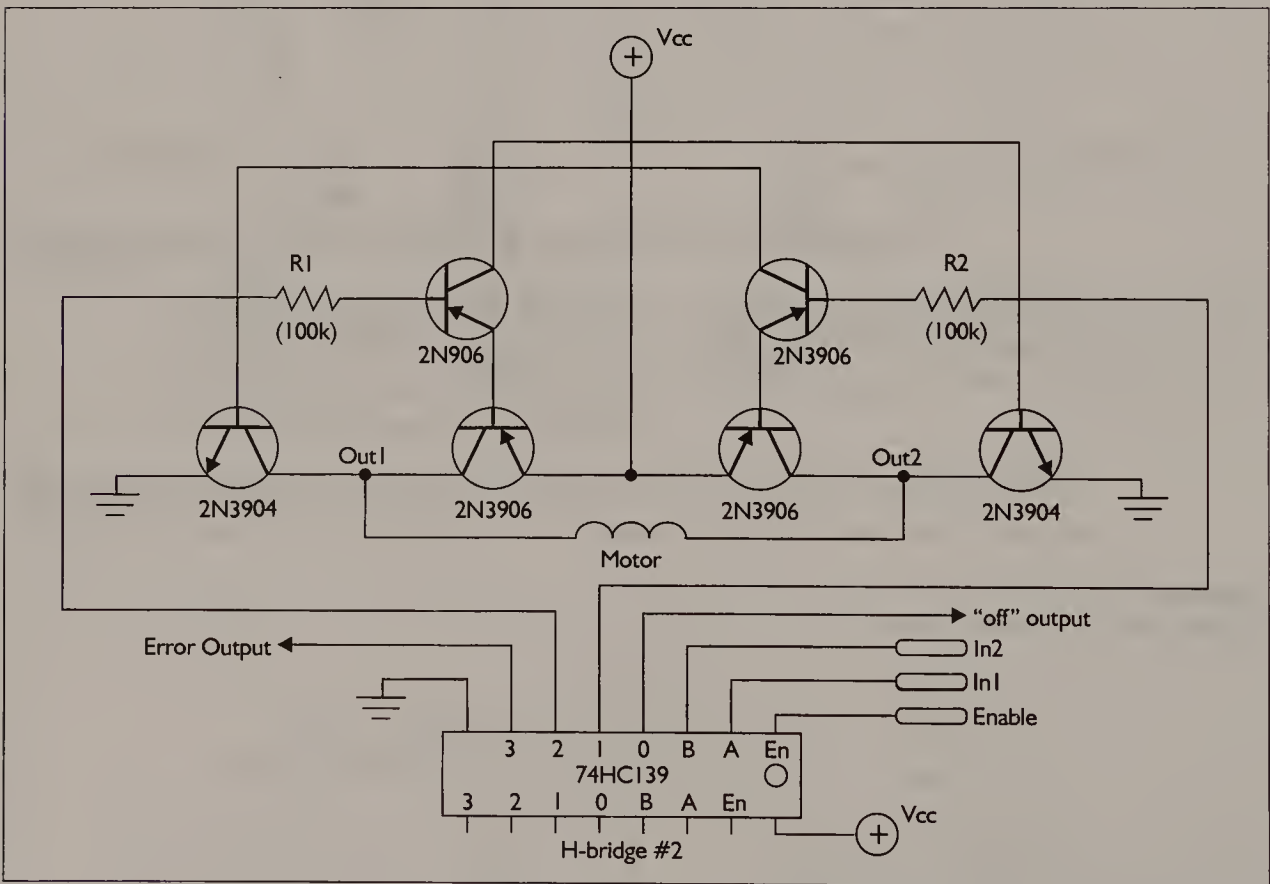 Vcc
R1
(100k)
2N906
R2
(100k)
2N3906
Out1
Out2
2N3904
2N3906
2N3906
2N3904
Motor
"off" output
Error Output
In2
In1
Enable
3 2 1 0 B A En
74HC139
3 2 1 0 B A En
Vcc
H-bridge #2